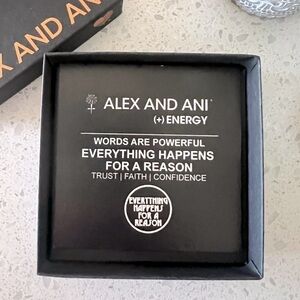 X AND ANI
ALEX AND ANI®
(+) ENERGY
WORDS ARE POWERFUL
EVERYTHING HAPPENS
FOR A REASON
TRUST | FAITH | CONFIDENCE
EVERYTHING
HAPPENS
FOR A
REASON